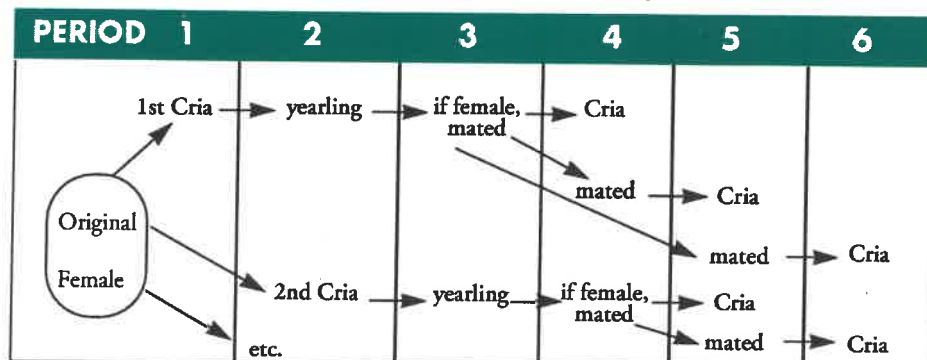 PERIOD 1 2 3 4 5 6
1st Cria yearling if female, Cria
mated
mated Cria
Original
mated Cria
Female
2nd Cria yearling if female, Cria
mated
mated Cria
etc.